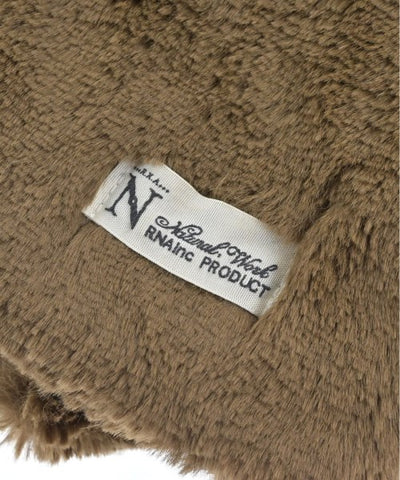 ...R.N.A...
N
Natural, Work
RNAInc PRODUCT